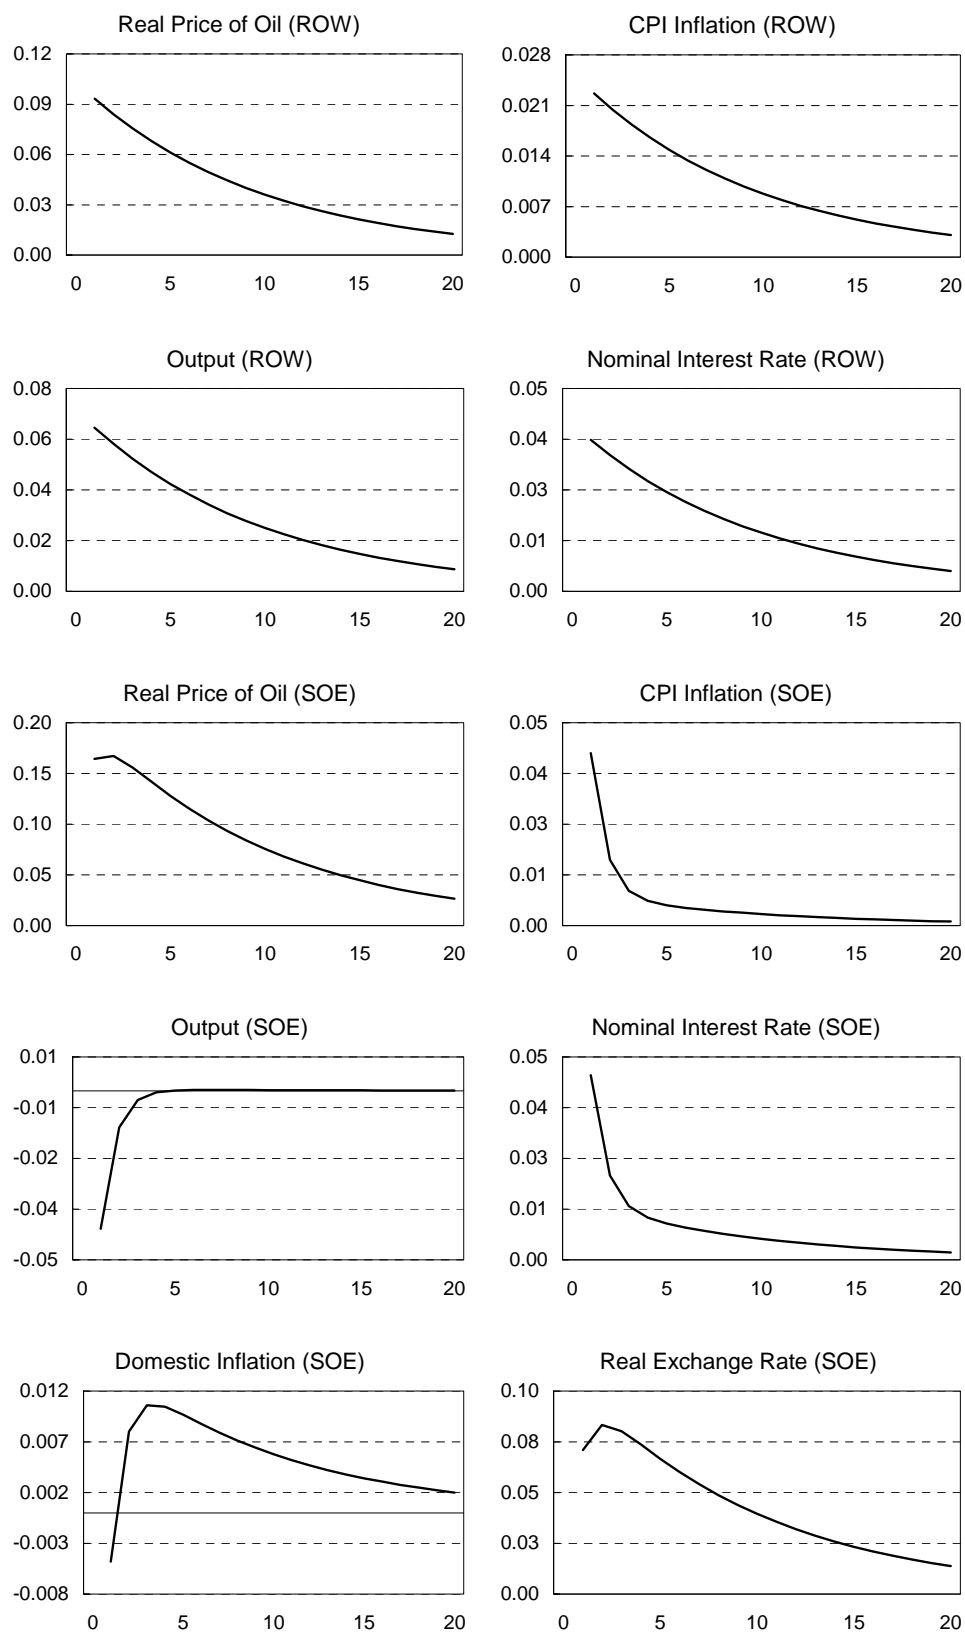 Real Price of Oil (ROW)
0.12
0.09
0.06
0.03
0.00
0 5 10 15 20
CPI Inflation (ROW)
0.028
0.021
0.014
0.007
0.000
0 5 10 15 20
Output (ROW)
0.08
0.06
0.04
0.02
0.00
0 5 10 15 20
Nominal Interest Rate (ROW)
0.05
0.04
0.03
0.01
0.00
0 5 10 15 20
Real Price of Oil (SOE)
0.20
0.15
0.10
0.05
0.00
0 5 10 15 20
CPI Inflation (SOE)
0.05
0.04
0.03
0.01
0.00
0 5 10 15 20
Output (SOE)
0.01
-0.01
-0.02
-0.04
-0.05
0 5 10 15 20
Nominal Interest Rate (SOE)
0.05
0.04
0.03
0.01
0.00
0 5 10 15 20
Domestic Inflation (SOE)
0.012
0.007
0.002
-0.003
-0.008
0 5 10 15 20
Real Exchange Rate (SOE)
0.10
0.08
0.05
0.03
0.00
0 5 10 15 20